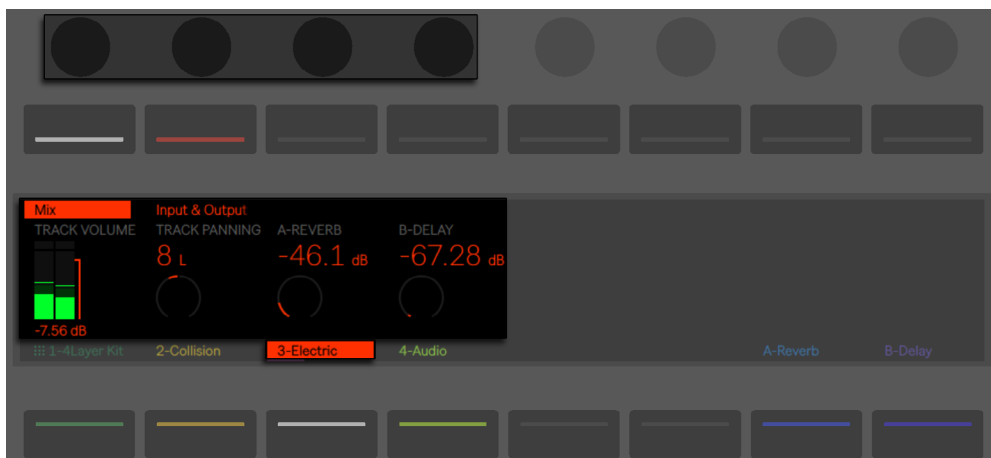 Mix Input & Output
TRACK VOLUME TRACK PANNING A-REVERB B-DELAY
8 L -46.1 dB -67.28 dB
-7.56 dB
1-4Layer Kit 2-Collision 3-Electric 4-Audio A-Reverb B-Delay